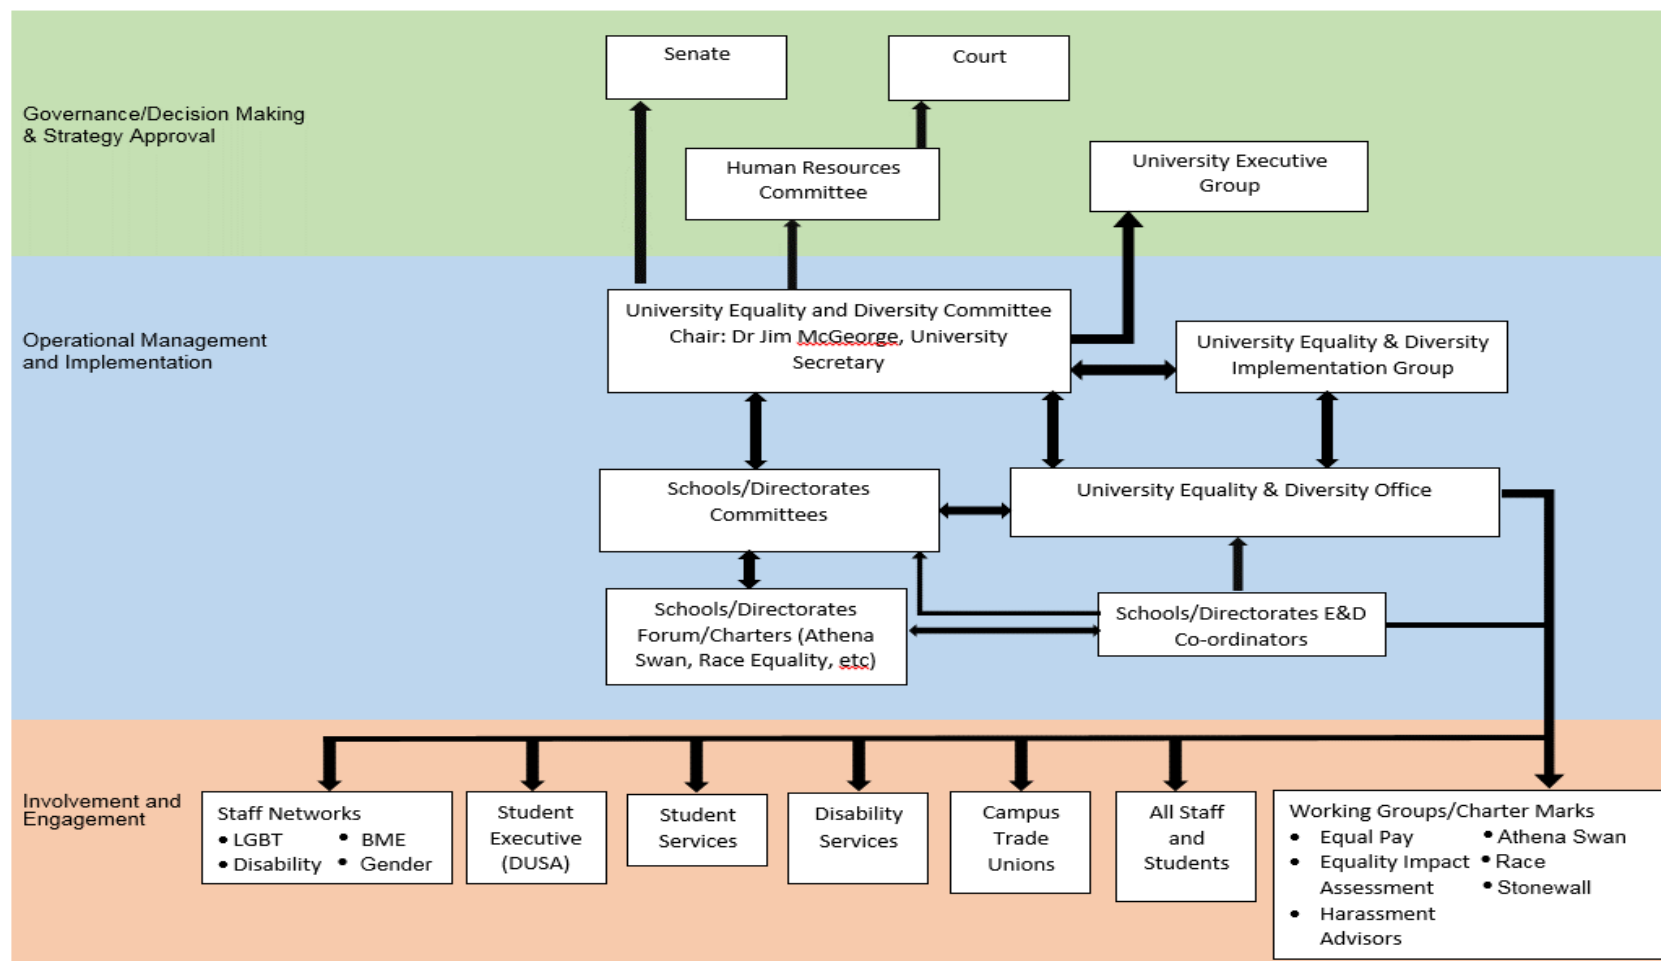 Senate
Court
Governance/Decision Making
& Strategy Approval
Human Resources
Committee
University Executive
Group
Operational Management
and Implementation
University Equality and Diversity Committee
Chair: Dr Jim McGeorge, University
Secretary
University Equality & Diversity
Implementation Group
Schools/Directorates
Committees
University Equality & Diversity Office
Schools/Directorates
Forum/Charters (Athena
Swan, Race Equality, etc)
Schools/Directorates E&D
Co-ordinators
Involvement and
Engagement
Staff Networks
• LGBT • BME
• Disability • Gender
Student
Executive
(DUSA)
Student
Services
Disability
Services
Campus
Trade
Unions
All Staff
and
Students
Working Groups/Charter Marks
• Equal Pay • Athena Swan
• Equality Impact • Race
Assessment • Stonewall
• Harassment
Advisors